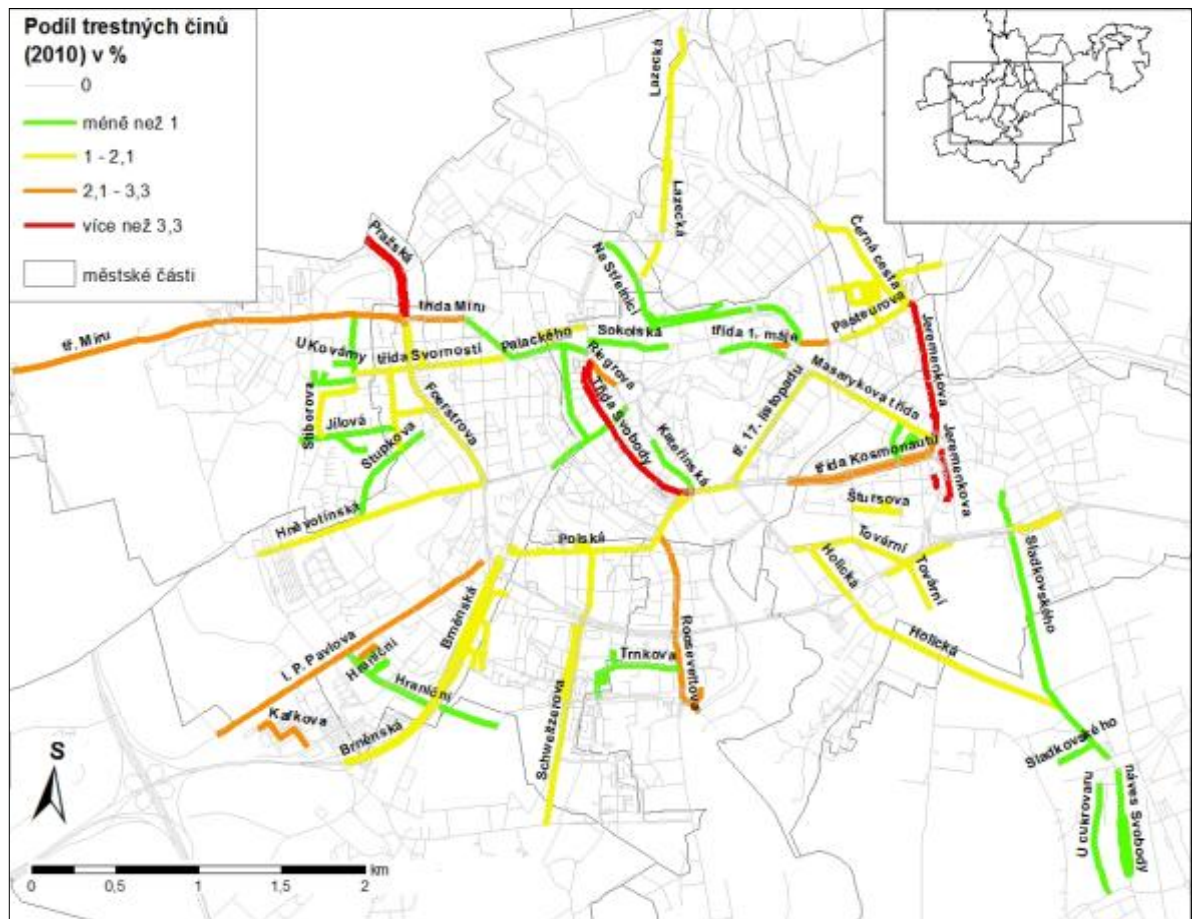 Podíl trestných činů
(2010) v %
0
méně než 1
1 - 2,1
2,1 - 3,3
více než 3,3
městské části
Lazecká
Lazecká
Pražská
Na Střelnici
Černá cesta
třída Míru
tř. Míru
Pasteurova
Jeremenkova
U Kovárny
třída Svornosti
Palackého
Sokolská
třída 1. máje
Riegrova
Masarykova třída
Stiborova
Foerstrova
Třída Svobody
tř. 17. listopadu
Jílová
Stupkova
Kateřinská
třída Kosmonautů
Jeremenkova
Hněvotínská
Štursova
Polská
Tovární
Tovární
Holická
Sladkovského
Brněnská
I. P. Pavlova
Hraniční
Hraniční
Trnkova
Rooseveltova
Holická
Kafkova
Brněnská
Schweitzerova
Sladkovského
U cukrovaru
náves Svobody
S
km
0
0,5
1
2